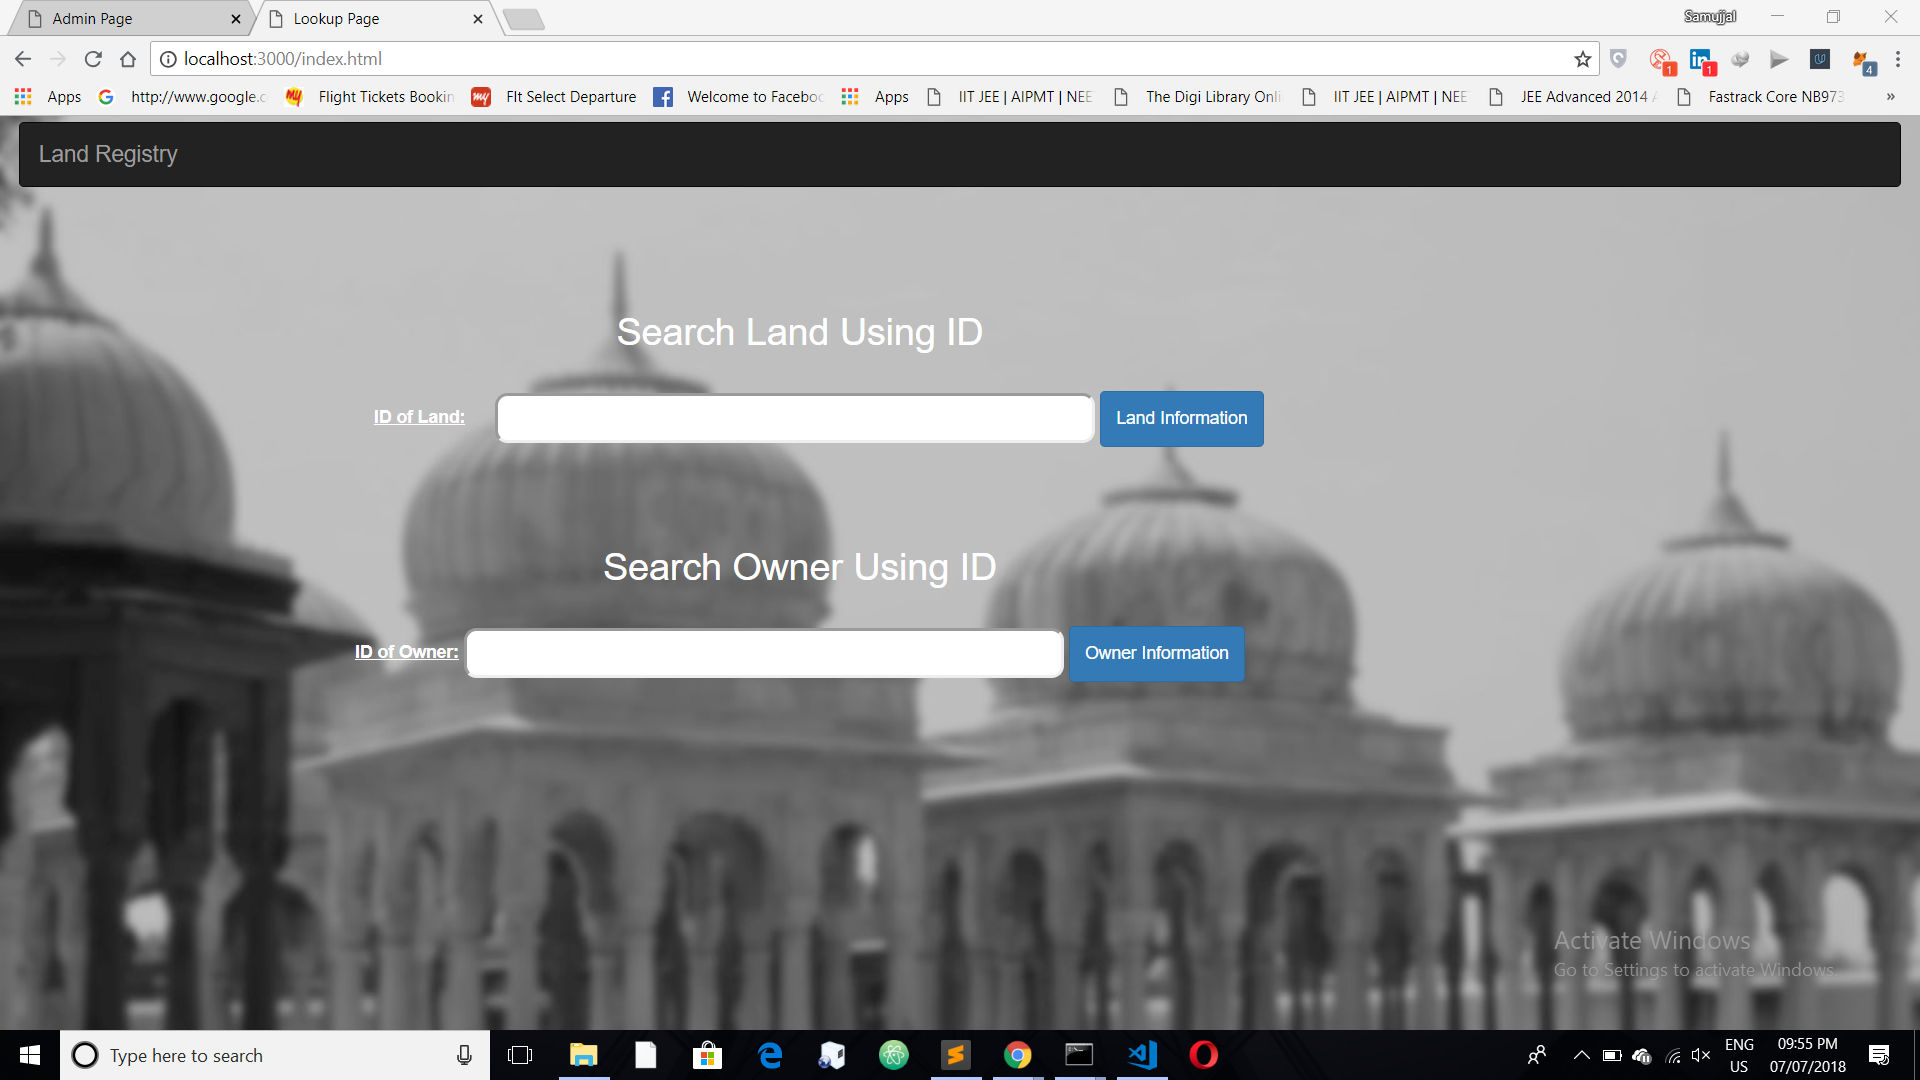 Admin Page
Lookup Page
Samujjal
localhost:3000/index.html
1
1
4
Apps
http://www.google.c
Flight Tickets Bookin
Flt Select Departure
Welcome to Faceboo
Apps
IIT JEE | AIPMT | NEE
The Digi Library Onli
IIT JEE | AIPMT | NEE
JEE Advanced 2014 A
Fastrack Core NB973
»
Land Registry
Search Land Using ID
ID of Land:
Land Information
Search Owner Using ID
ID of Owner:
Owner Information
Activate Windows
Go to Settings to activate Windows.
Type here to search
ENG
US
09:55 PM
07/07/2018